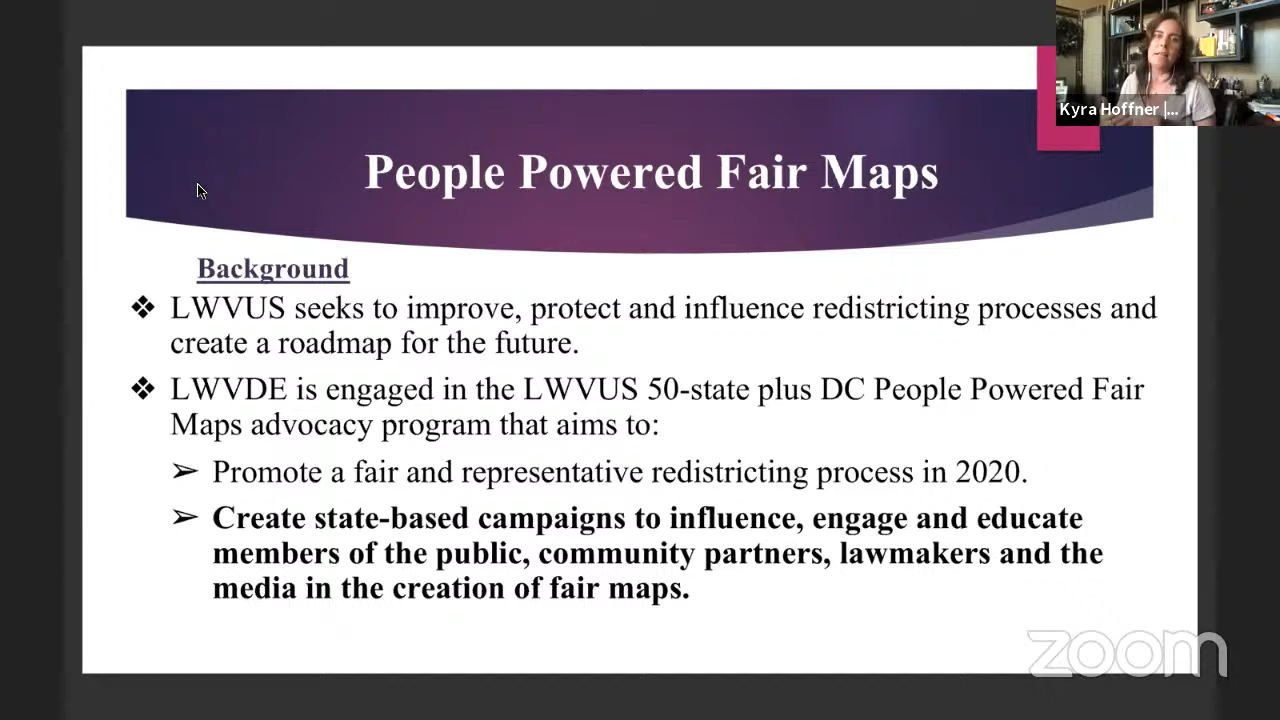 Kyra Hoffner |...
People Powered Fair Maps
Background
❖ LWVUS seeks to improve, protect and influence redistricting processes and
create a roadmap for the future.
❖ LWVDE is engaged in the LWVUS 50-state plus DC People Powered Fair
Maps advocacy program that aims to:
➢ Promote a fair and representative redistricting process in 2020.
➢ Create state-based campaigns to influence, engage and educate
members of the public, community partners, lawmakers and the
media in the creation of fair maps.
zoom